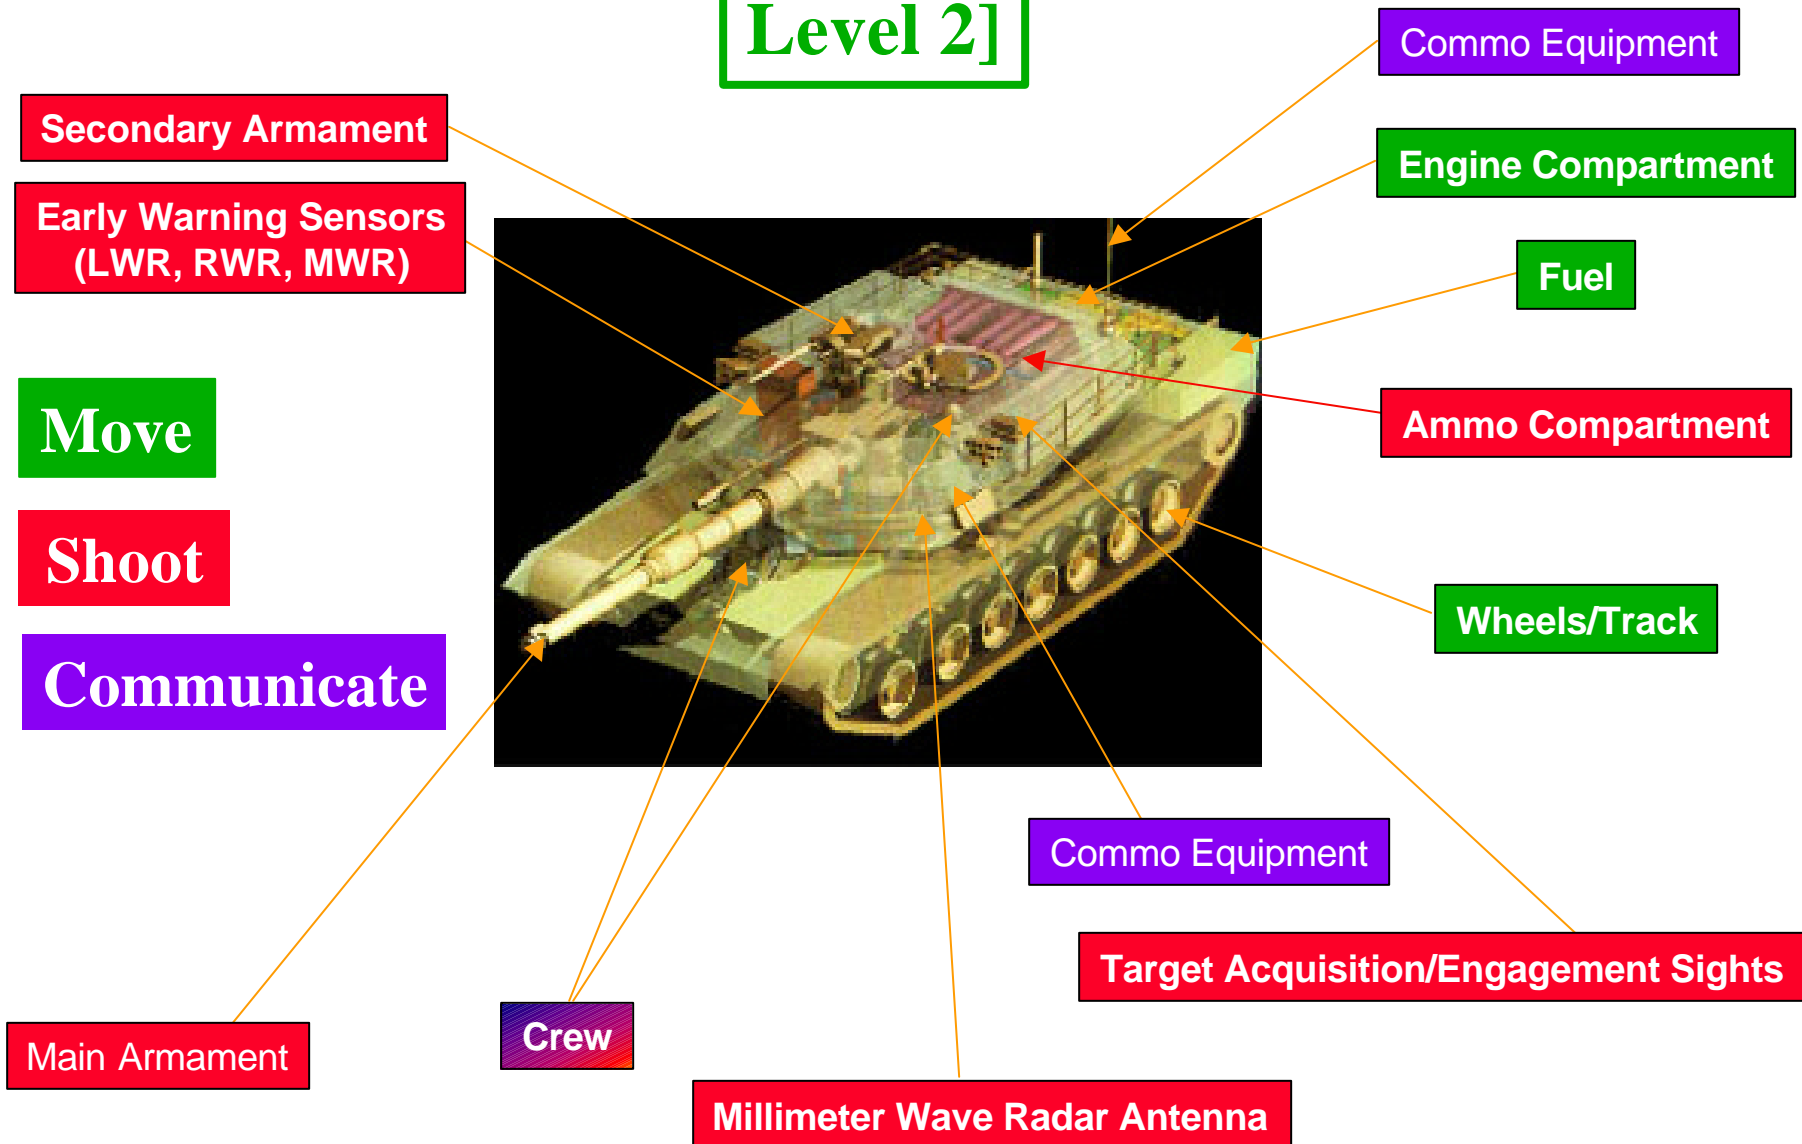 Level 2]
Commo Equipment
Secondary Armament
Engine Compartment
Early Warning Sensors
(LWR, RWR, MWR)
Fuel
Move
Ammo Compartment
Shoot
Wheels/Track
Communicate
Commo Equipment
Target Acquisition/Engagement Sights
Crew
Main Armament
Millimeter Wave Radar Antenna